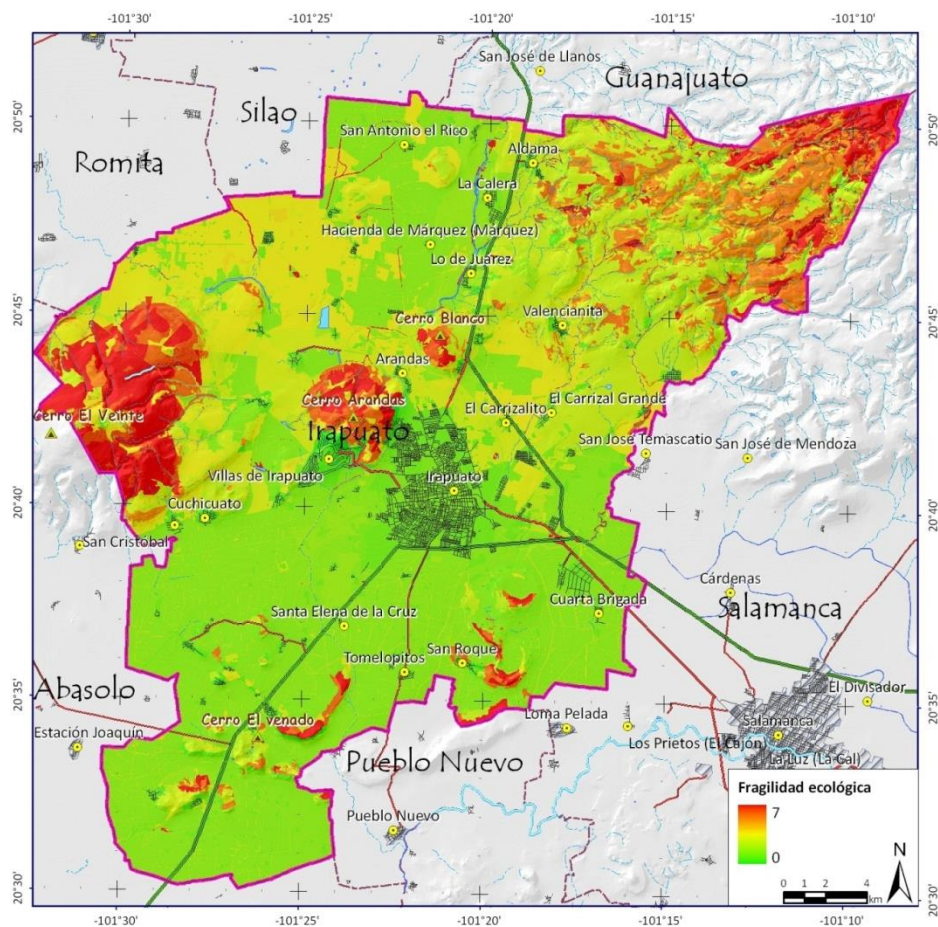 -101°30'
-101°25'
-101°20'
-101°15'
-101°10'
San José de Llanos
Guanajuato
Silao
20°50'
20°50'
San Antonio el Rico
Aldama
Romita
La Calera
Hacienda de Márquez (Márquez)
Lo de Juárez
20°45'
20°45'
Cerro Blanco
Valencianita
Arandas
Cerro Arandas
El Carrizal Grande
Cerro El Veinte
El Carrizalito
Irapuato
San José Temascatio
San José de Mendoza
Villas de Irapuato
Irapuato
20°40'
20°40'
Cuchicuato
San Cristóbal
Cárdenas
Salamanca
Cuarta Brigada
Santa Elena de la Cruz
San Roque
Tomelopitos
20°35'
20°35'
Abasolo
El Divisador
Cerro El venado
Loma Pelada
Salamanca
Estación Joaquín
Los Prietos (El Cajón)
La Luz (La Cal)
Pueblo Nuevo
Fragilidad ecológica
7
0
Pueblo Nuevo
N
0 1 2 4
km
20°30'
20°30'
-101°30'
-101°25'
-101°20'
-101°15'
-101°10'